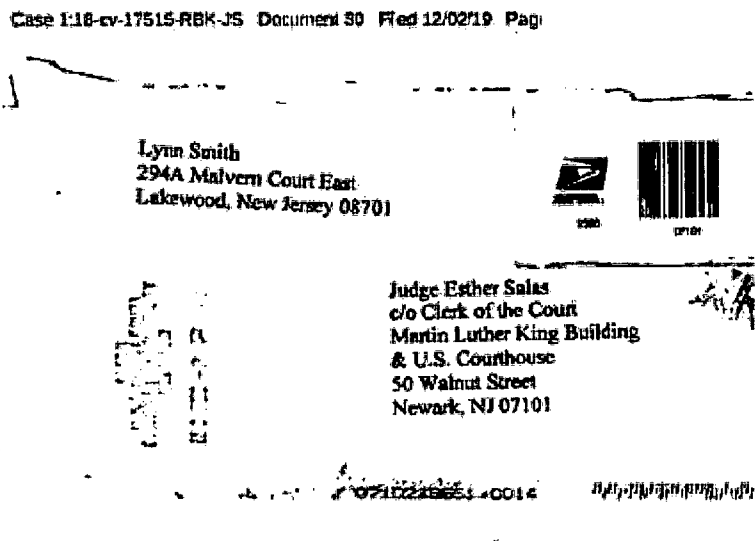 Case 1:18-cv-17515-RBK-JS Document 30 Filed 12/02/19
Lynn Smith
294A Malvern Court East
Lakewood, New Jersey 08701
Judge Esther Salas
c/o Clerk of the Court
Martin Luther King Building
& U.S. Courthouse
50 Walnut Street
Newark, NJ 07101